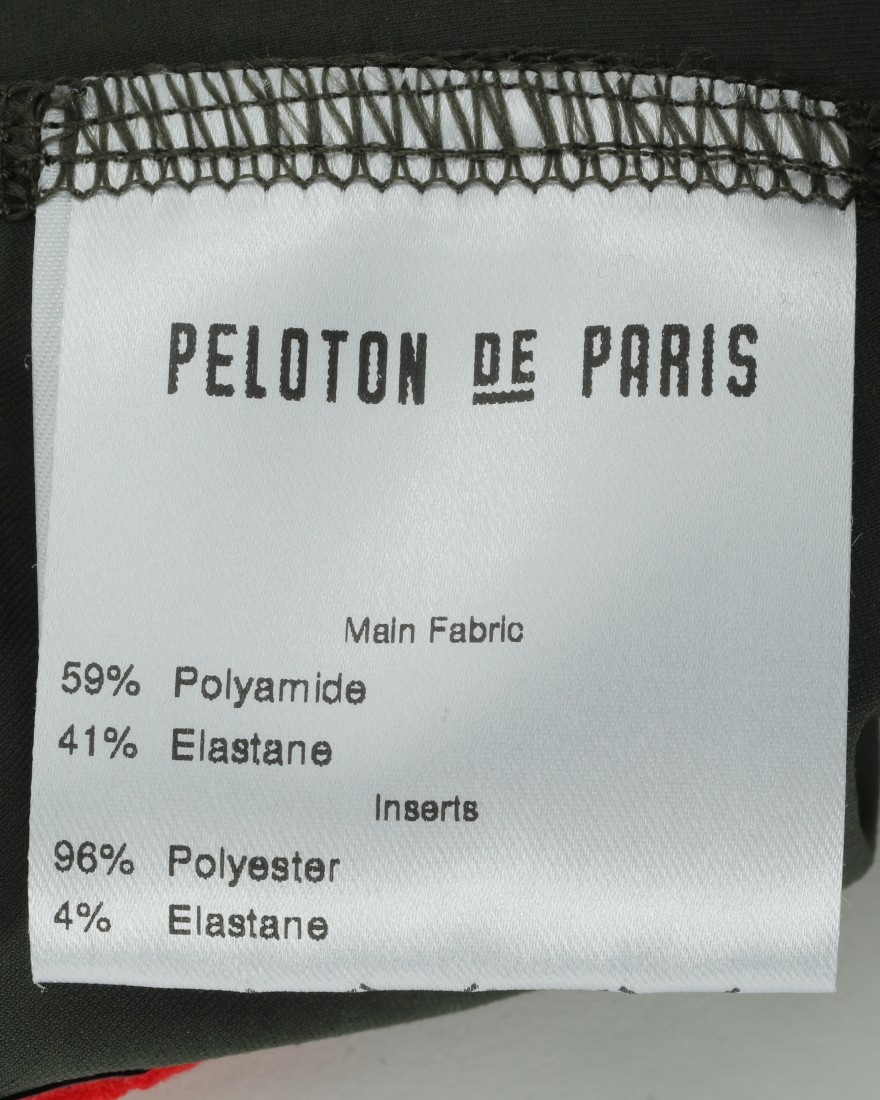 PELOTON DE PARIS
Main Fabric
59% Polyamide
41% Elastane
Inserts
96% Polyester
4% Elastane